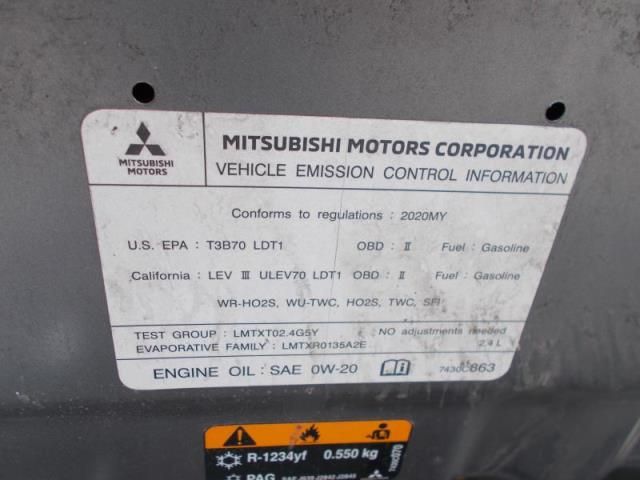 MITSUBISHI MOTORS
MITSUBISHI MOTORS CORPORATION
VEHICLE EMISSION CONTROL INFORMATION
Conforms to regulations : 2020MY
U.S. EPA : T3B70 LDT1 OBD : II Fuel : Gasoline
California : LEV III ULEV70 LDT1 OBD : II Fuel : Gasoline
WR-HO2S, WU-TWC, HO2S, TWC, SFI
TEST GROUP : LMTXT02.4G5Y NO adjustments needed
EVAPORATIVE FAMILY : LMTXR0135A2E 2.4 L
ENGINE OIL : SAE 0W-20 7430C863
R-1234yf 0.550 kg
PAG